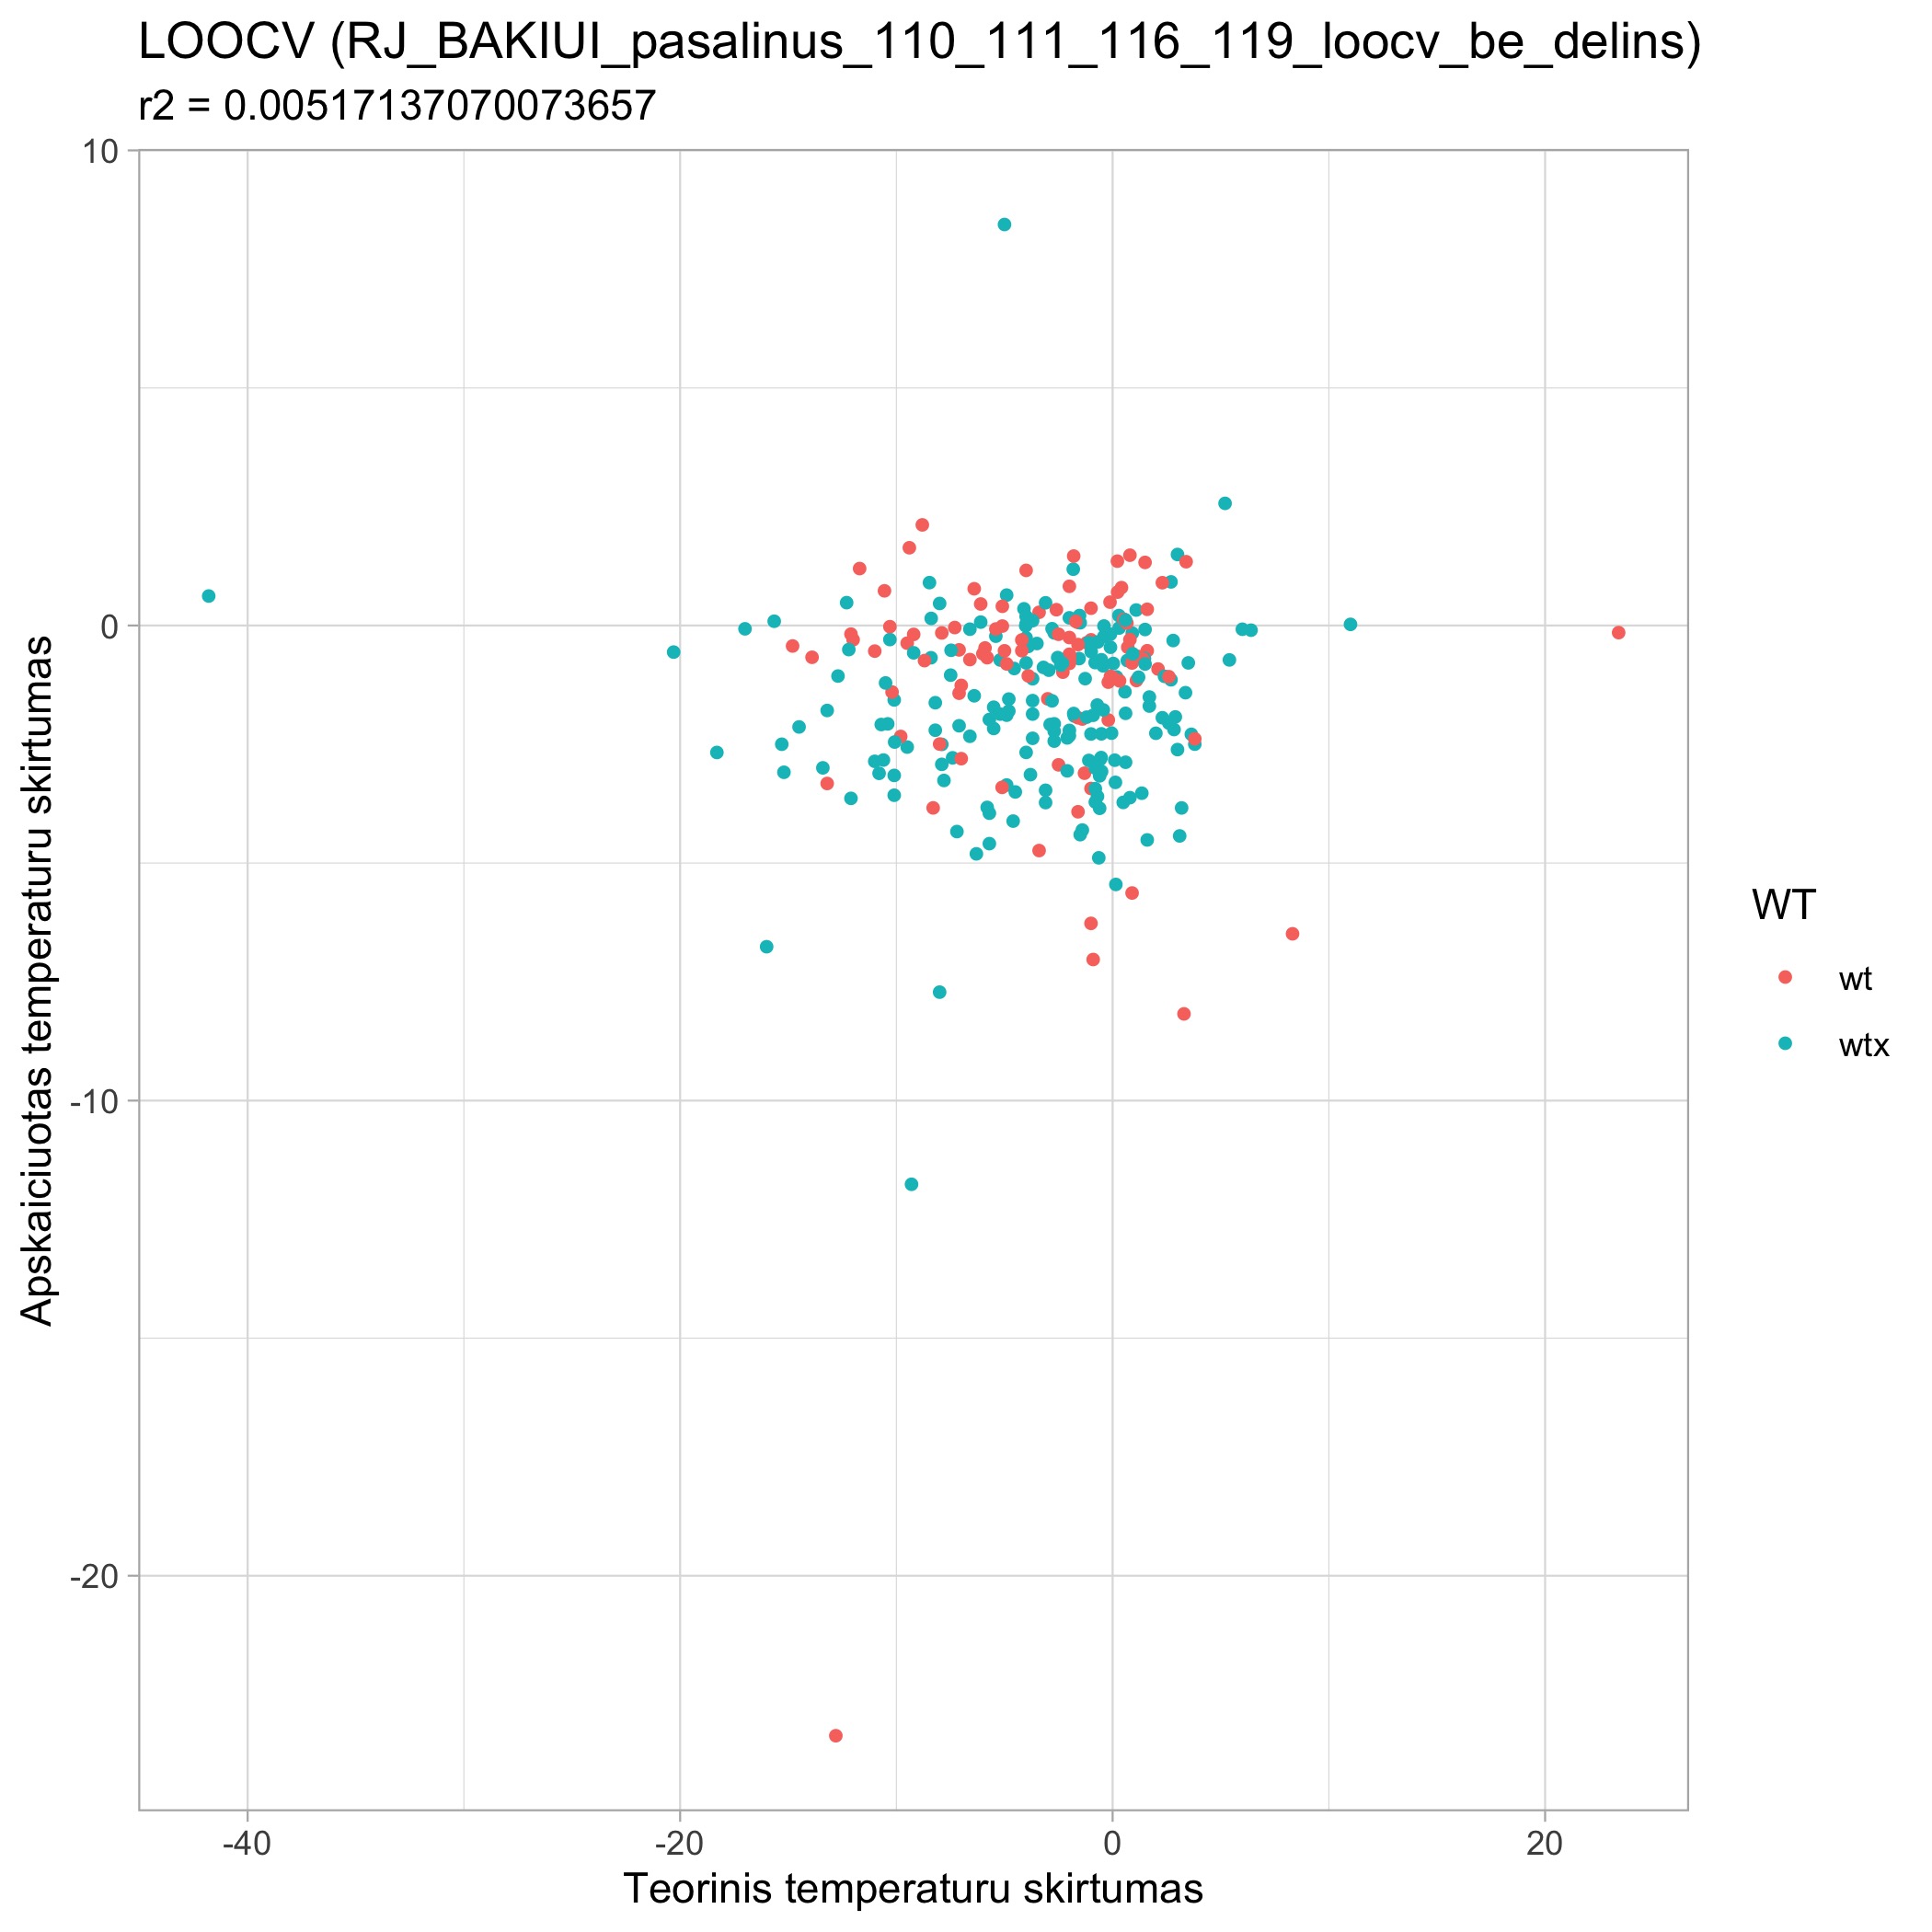 LOOCV (RJ_BAKIUI_pasalinus_110_111_116_119_loocv_be_delins)
r2 = 0.00517137070073657
10
0
-10
-20
Apskaiciuotas temperaturu skirtumas
-40
-20
0
20
Teorinis temperaturu skirtumas
WT
wt
wtx